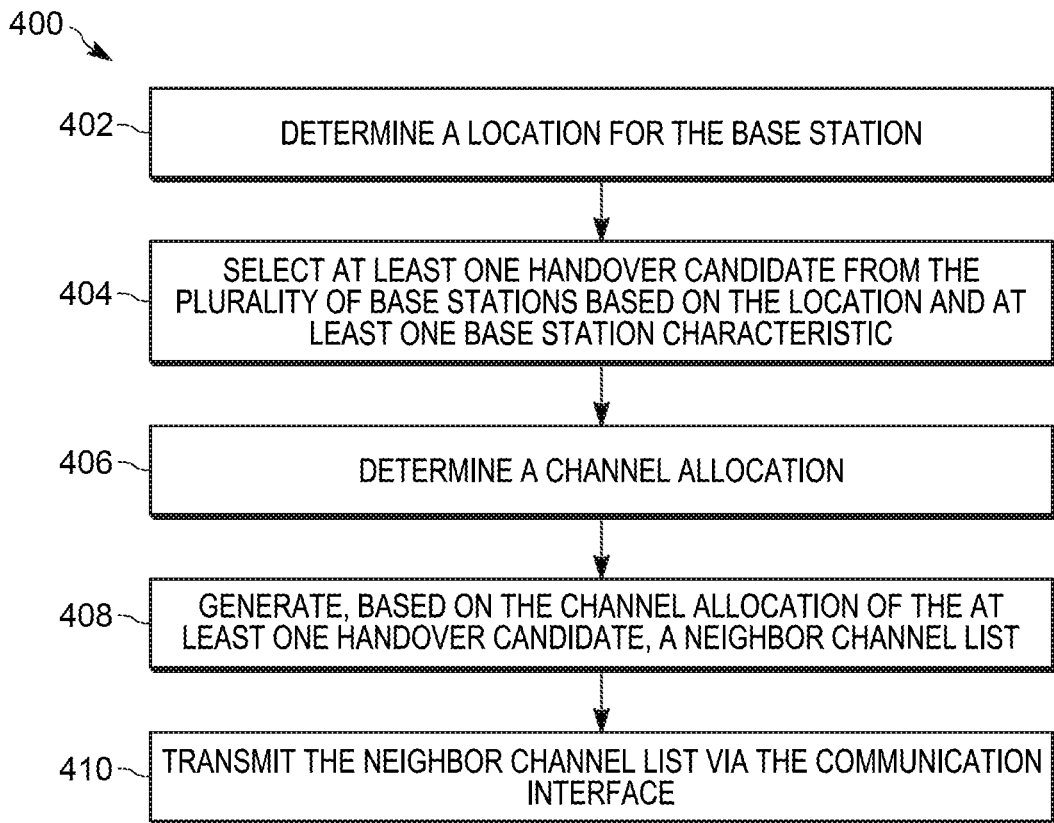 400
402
DETERMINE A LOCATION FOR THE BASE STATION
404
SELECT AT LEAST ONE HANDOVER CANDIDATE FROM THE
PLURALITY OF BASE STATIONS BASED ON THE LOCATION AND AT
LEAST ONE BASE STATION CHARACTERISTIC
406
DETERMINE A CHANNEL ALLOCATION
408
GENERATE, BASED ON THE CHANNEL ALLOCATION OF THE AT
LEAST ONE HANDOVER CANDIDATE, A NEIGHBOR CHANNEL LIST
410
TRANSMIT THE NEIGHBOR CHANNEL LIST VIA THE COMMUNICATION
INTERFACE